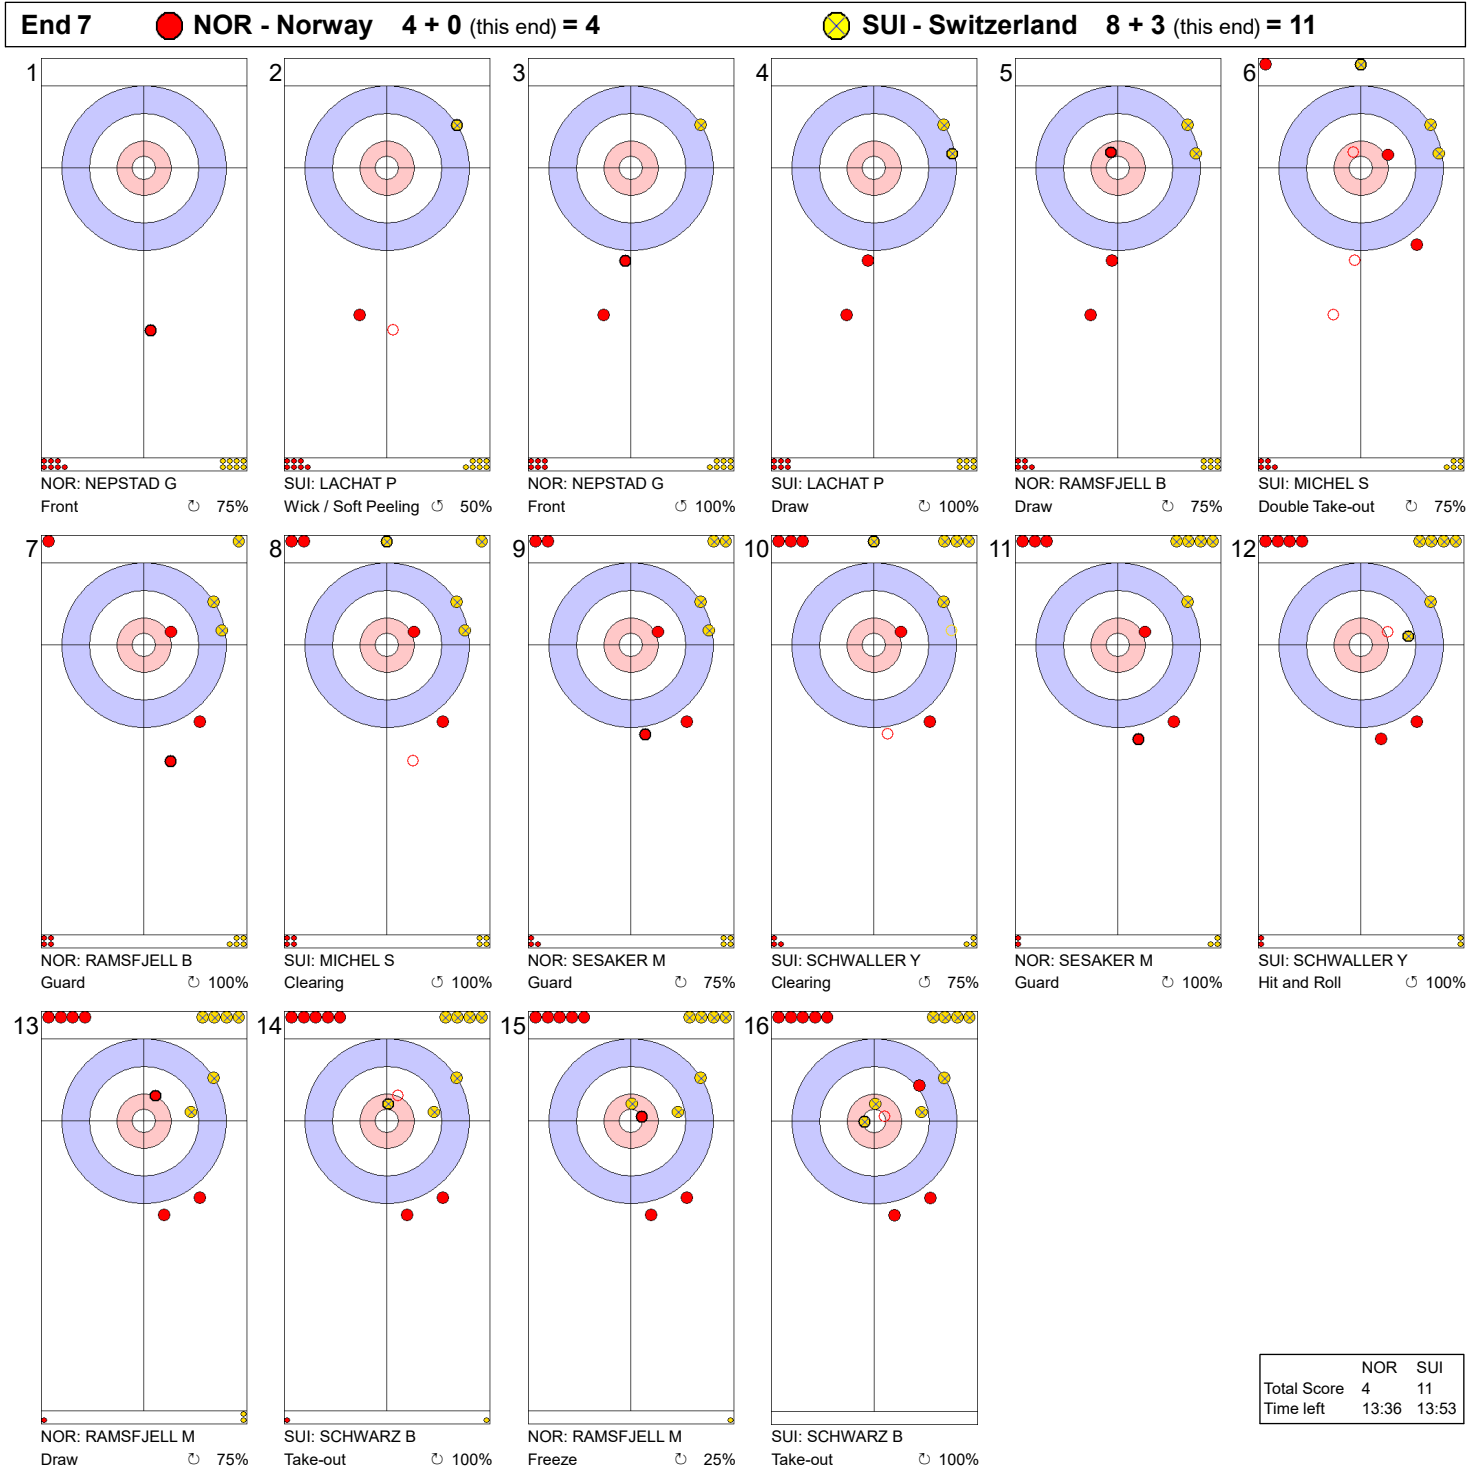 End 7 NOR - Norway 4 + 0 (this end) = 4 SUI - Switzerland 8 + 3 (this end) = 11
1 2 3 4 5 6
NOR: NEPSTAD G SUI: LACHAT P NOR: NEPSTAD G SUI: LACHAT P NOR: RAMSFJELL B SUI: MICHEL S
Front ↻ 75% Wick / Soft Peeling ↺ 50% Front ↺ 100% Draw ↺ 100% Draw ↻ 75% Double Take-out ↻ 75%
7 8 9 10 11 12
NOR: RAMSFJELL B SUI: MICHEL S NOR: SESAKER M SUI: SCHWALLER Y NOR: SESAKER M SUI: SCHWALLER Y
Guard ↻ 100% Clearing ↻ 100% Guard ↻ 75% Clearing ↺ 75% Guard ↻ 100% Hit and Roll ↻ 100%
13 14 15 16
NOR: RAMSFJELL M SUI: SCHWARZ B NOR: RAMSFJELL M SUI: SCHWARZ B
Draw ↻ 75% Take-out ↻ 100% Freeze ↻ 25% Take-out ↻ 100%
NOR SUI
Total Score 4 11
Time left 13:36 13:53